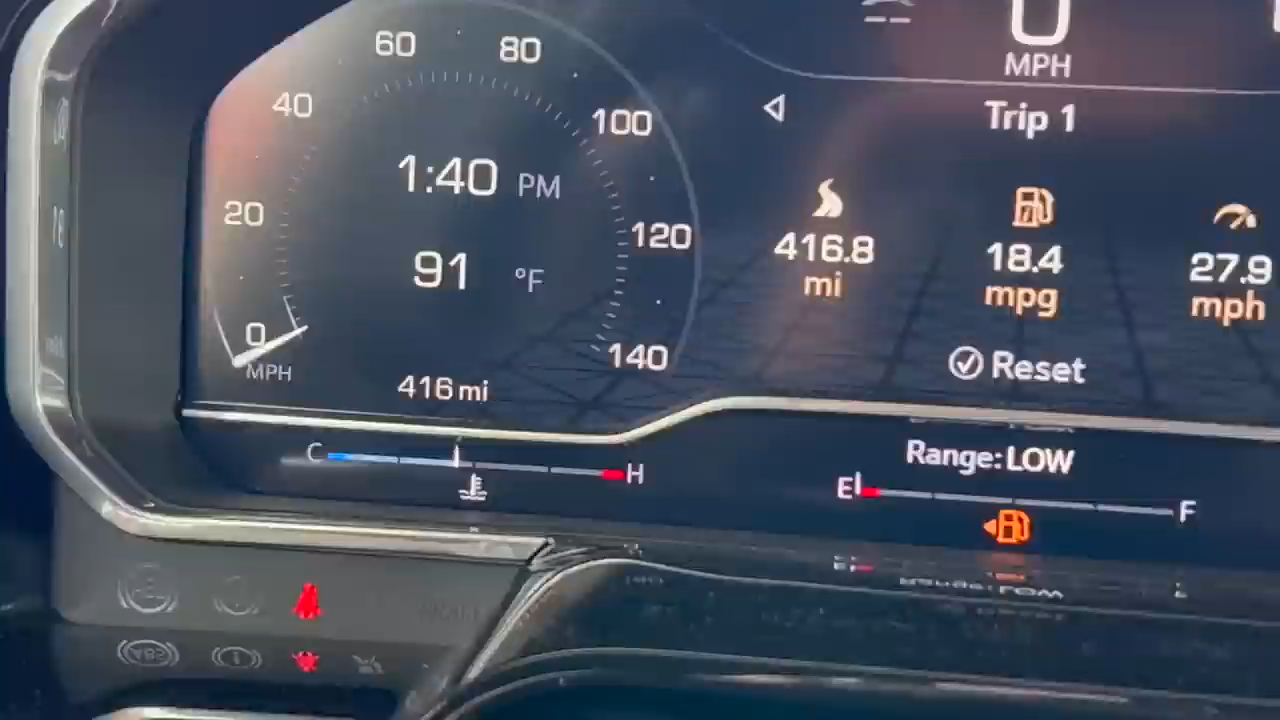 60 80
40 100
20 120
0 140
MPH
1:40 PM
91 °F
416 mi
C H
0
MPH
Trip 1
416.8
mi
18.4
mpg
27.9
mph
Reset
Range: LOW
E F